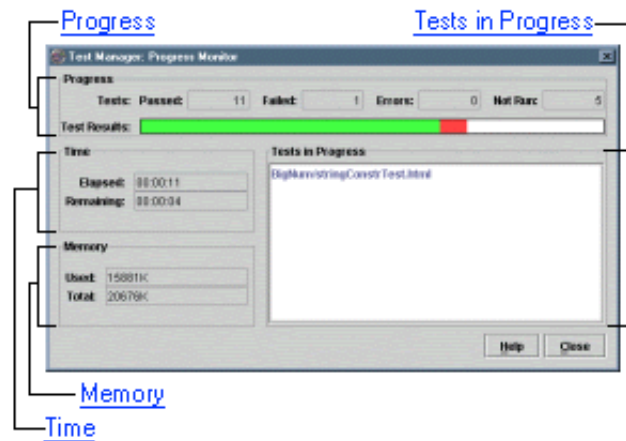 Progress
Tests in Progress
Test Manager: Progress Monitor
Progress
Tests: Passed: 11 Failed: 1 Errors: 0 Not Run: 5
Test Results:
Time
Elapsed: 00:00:11
Remaining: 00:00:04
Tests in Progress
BigNum/stringConstrTest.html
Memory
Used: 15881K
Total: 20676K
Help
Close
Memory
Time